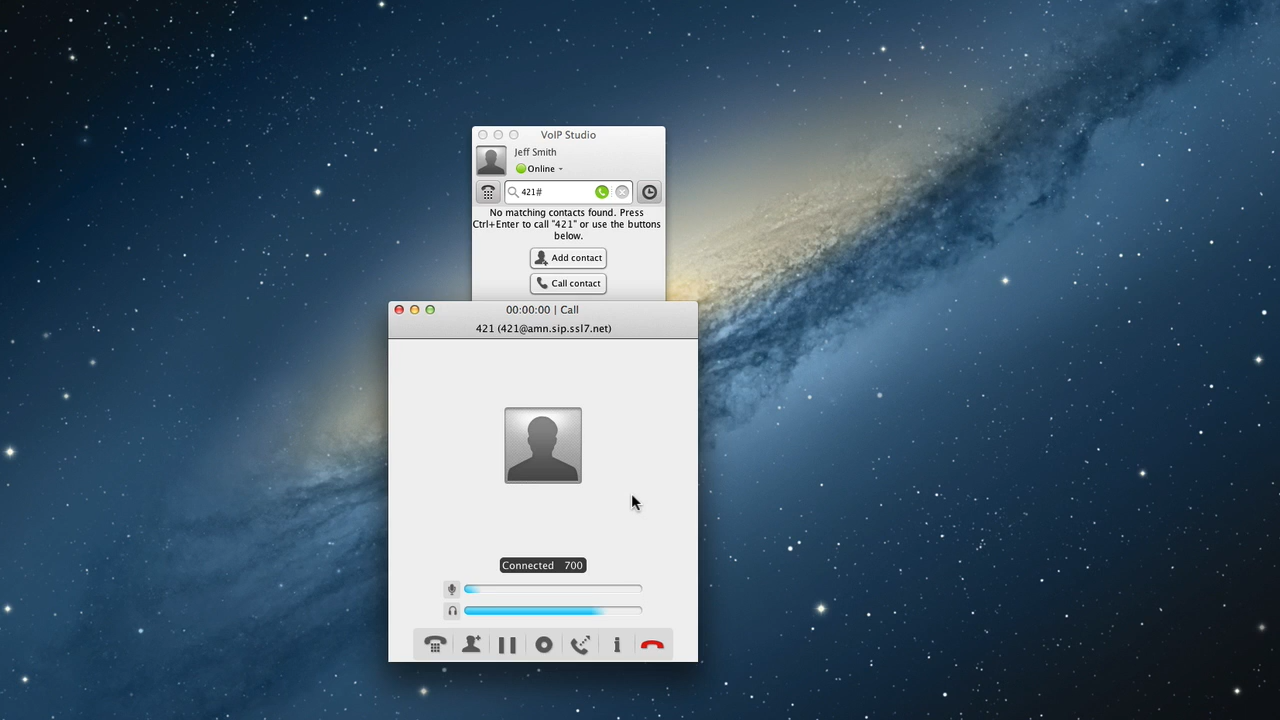 VoIP Studio
Jeff Smith
Online
421#
No matching contacts found. Press
Ctrl+Enter to call "421" or use the buttons
below.
Add contact
Call contact
00:00:00 | Call
421 (421@amn.sip.ssl7.net)
Connected 700